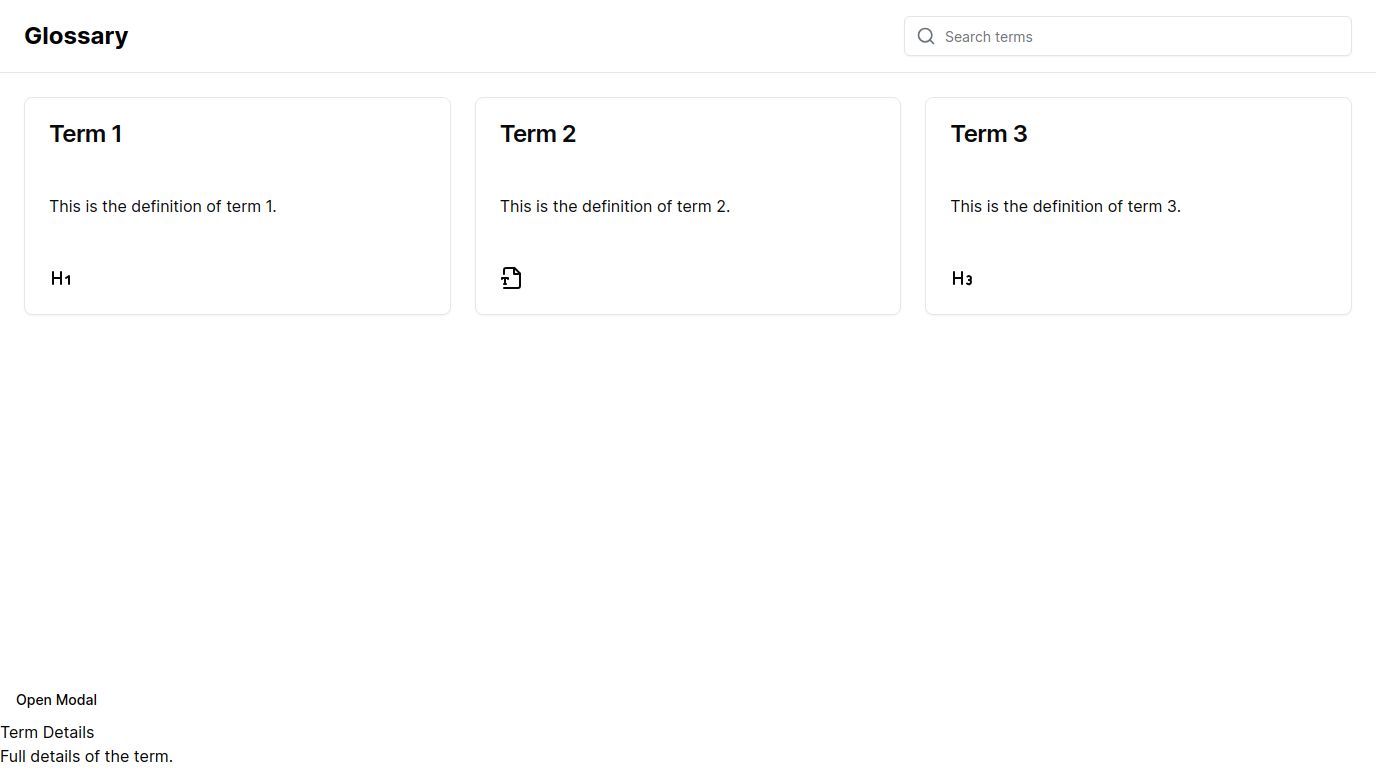 Glossary
Search terms
Term 1
This is the definition of term 1.
H1
Term 2
This is the definition of term 2.
T
Term 3
This is the definition of term 3.
H3
Open Modal
Term Details
Full details of the term.